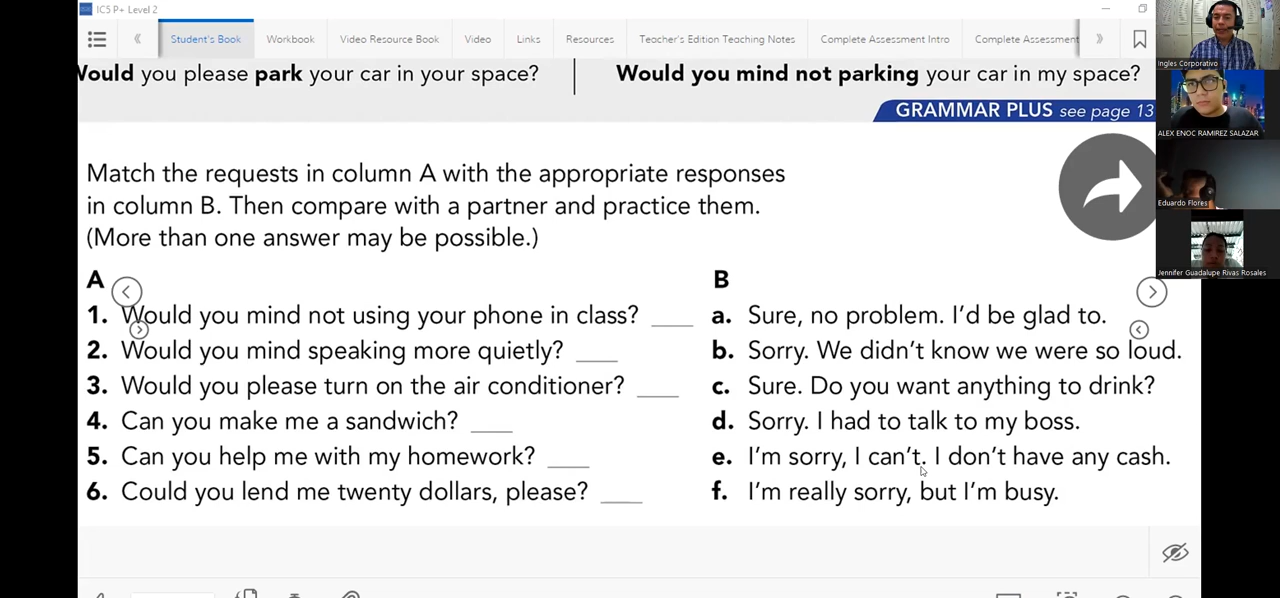 IC5 P+ Level 2
Student's Book Workbook Video Resource Book Video Links Resources Teacher's Edition Teaching Notes Complete Assessment Intro Complete Assessment
Would you please park your car in your space? Would you mind not parking your car in my space?
GRAMMAR PLUS see page 13
Match the requests in column A with the appropriate responses
in column B. Then compare with a partner and practice them.
(More than one answer may be possible.)
A
1. Would you mind not using your phone in class? ____
2. Would you mind speaking more quietly? ____
3. Would you please turn on the air conditioner? ____
4. Can you make me a sandwich? ____
5. Can you help me with my homework? ____
6. Could you lend me twenty dollars, please? ____
B
a. Sure, no problem. I'd be glad to.
b. Sorry. We didn't know we were so loud.
c. Sure. Do you want anything to drink?
d. Sorry. I had to talk to my boss.
e. I'm sorry, I can't. I don't have any cash.
f. I'm really sorry, but I'm busy.
Ingles Corporativo
ALEX ENOC RAMIREZ SALAZAR
Eduardo Flores
Jennifer Guadalupe Rivas Rosales